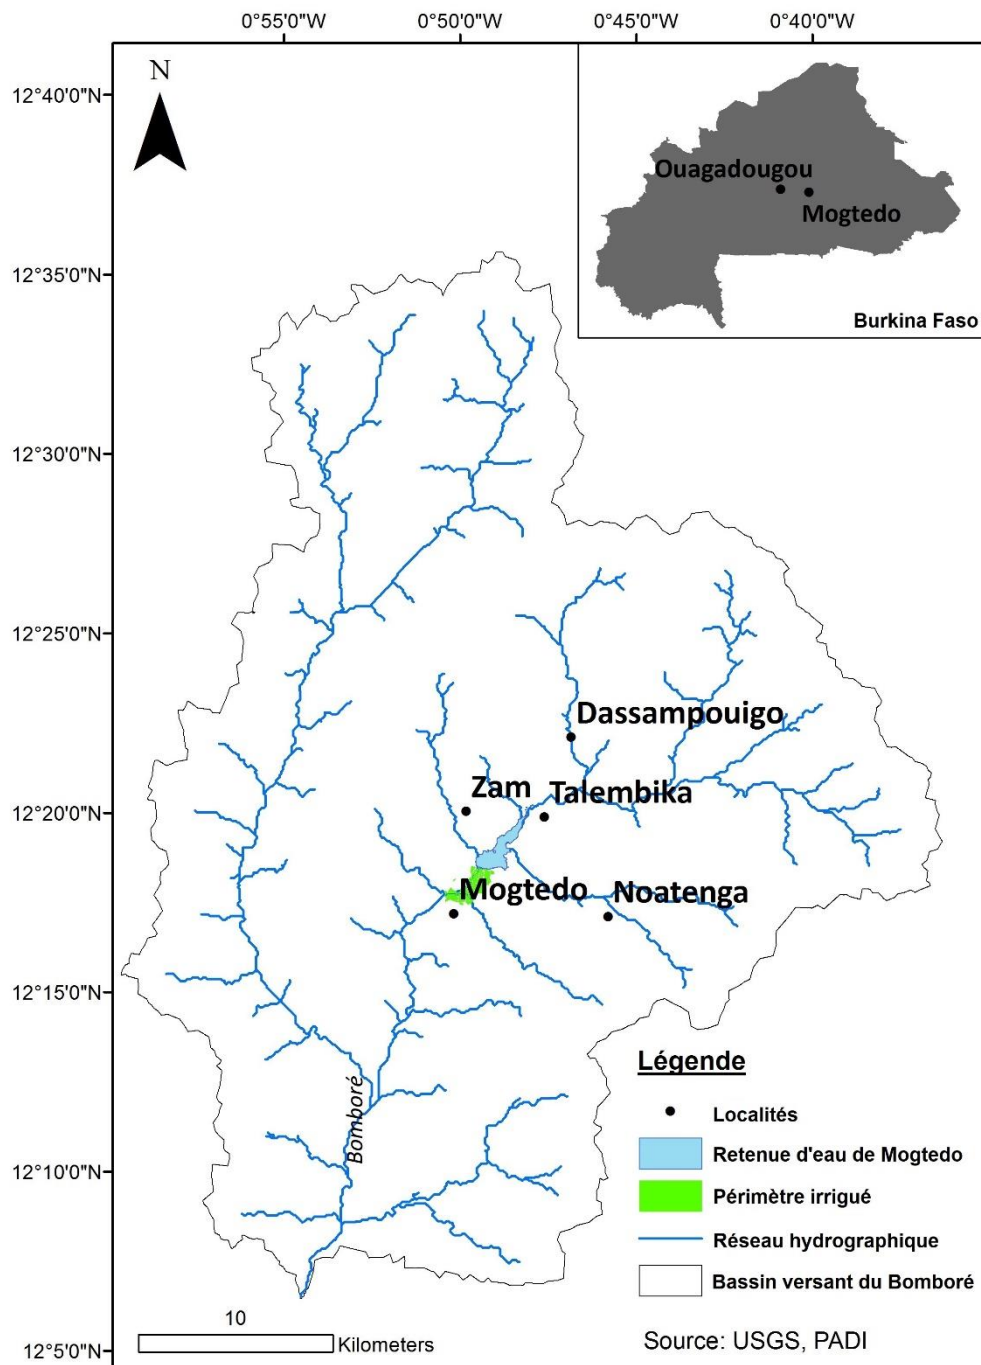 0°55'0"W 0°50'0"W 0°45'0"W 0°40'0"W
N
12°40'0"N
Ouagadougou
Mogtedo
Burkina Faso
12°35'0"N
12°30'0"N
12°25'0"N
Dassampouigo
Zam
Talembika
12°20'0"N
Mogtedo
Noatenga
12°15'0"N
Bomboré
12°10'0"N
12°5'0"N
Légende
Localités
Retenue d'eau de Mogtedo
Périmètre irrigué
Réseau hydrographique
Bassin versant du Bomboré
10
Kilometers
Source: USGS, PADI